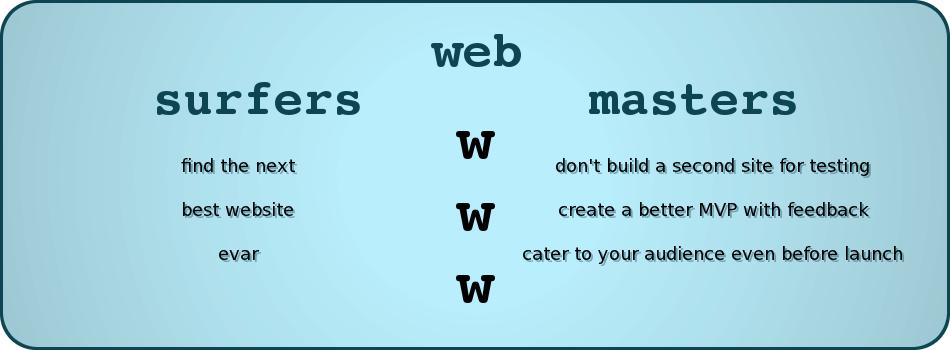 web
surfers
masters
w
w
w
find the next
best website
evar
don't build a second site for testing
create a better MVP with feedback
cater to your audience even before launch